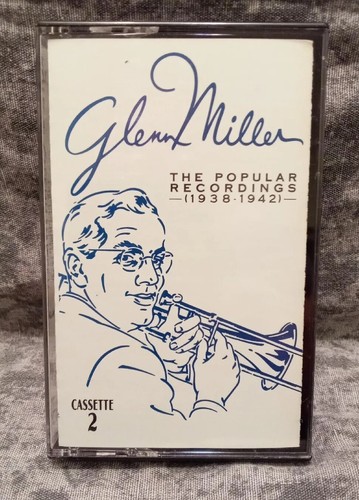 Glenn Miller
THE POPULAR
RECORDINGS
—(1938-1942)—
CASSETTE
2